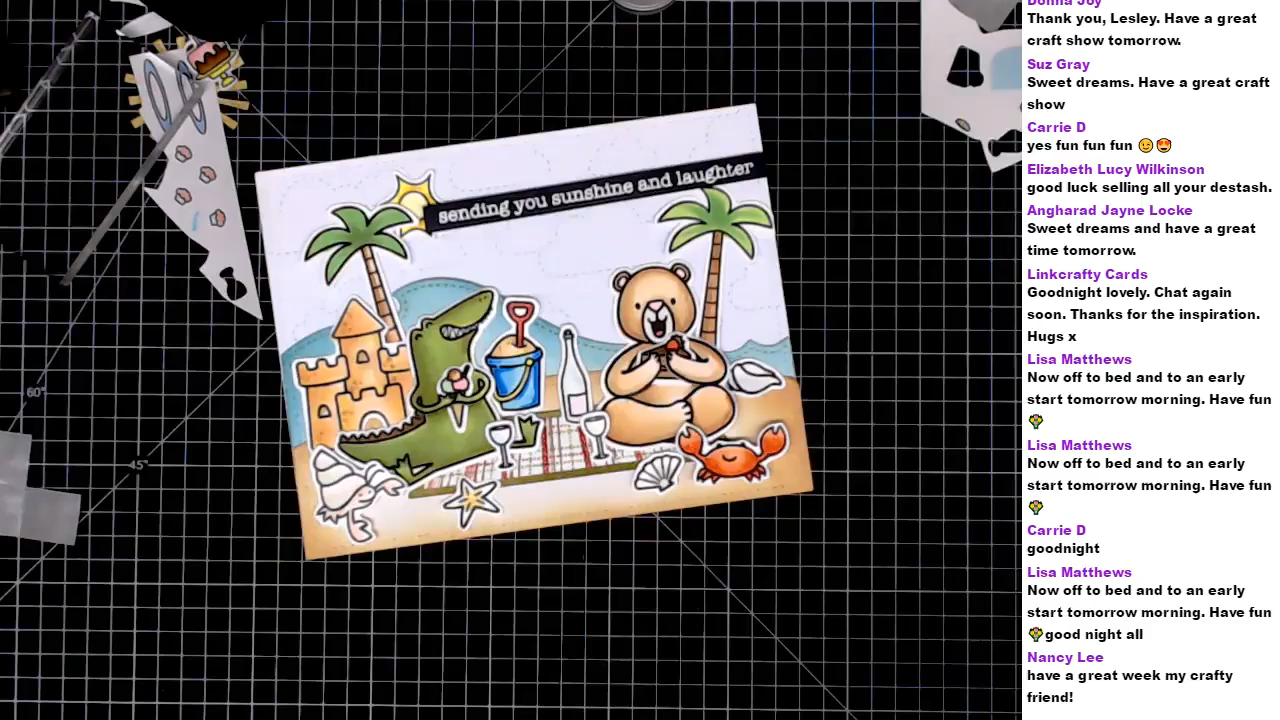 Donna Joy
Thank you, Lesley. Have a great
craft show tomorrow.
Suz Gray
Sweet dreams. Have a great craft
show
Carrie D
yes fun fun fun 😉😍
Elizabeth Lucy Wilkinson
good luck selling all your destash.
Angharad Jayne Locke
Sweet dreams and have a great
time tomorrow.
Linkcrafty Cards
Goodnight lovely. Chat again
soon. Thanks for the inspiration.
Hugs x
Lisa Matthews
Now off to bed and to an early
start tomorrow morning. Have fun
💐
Lisa Matthews
Now off to bed and to an early
start tomorrow morning. Have fun
💐
Carrie D
goodnight
Lisa Matthews
Now off to bed and to an early
start tomorrow morning. Have fun
💐good night all
Nancy Lee
have a great week my crafty
friend!
sending you sunshine and laughter
60°
45°